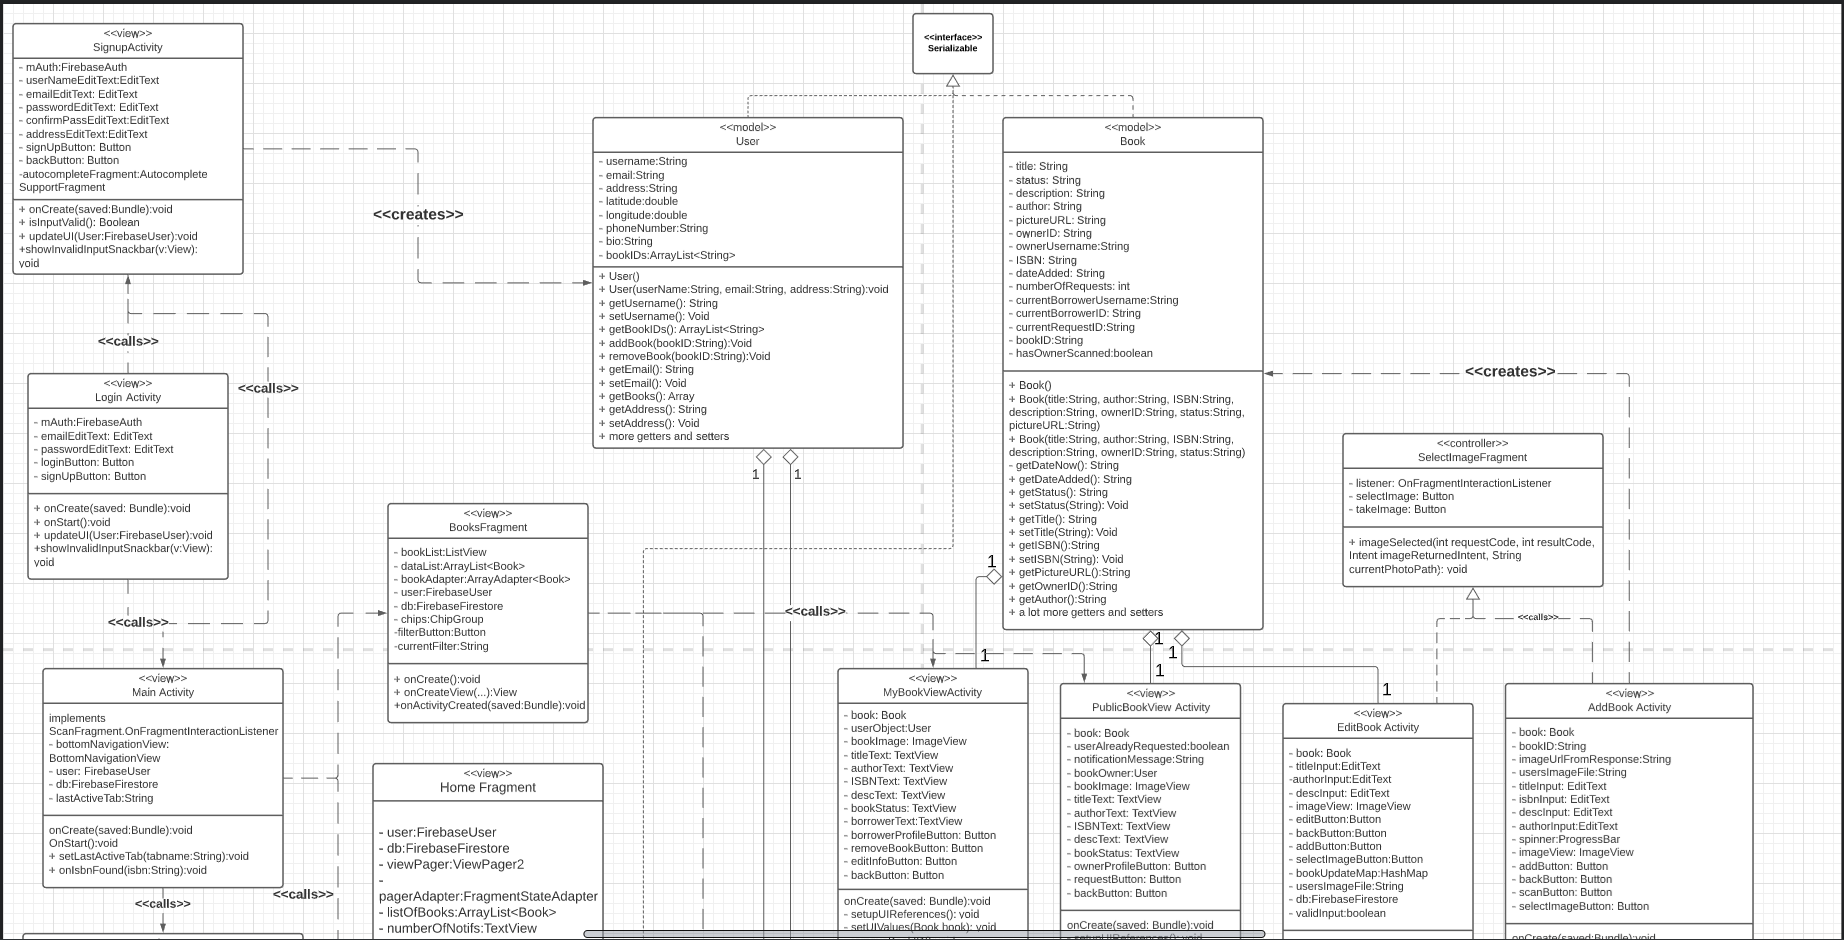 <<view>>
SignupActivity
- mAuth:FirebaseAuth
- userNameEditText:EditText
- emailEditText: EditText
- passwordEditText: EditText
- confirmPassEditText:EditText
- addressEditText:EditText
- signUpButton: Button
- backButton: Button
-autocompleteFragment:Autocomplete
SupportFragment
+ onCreate(saved:Bundle):void
+ isInputValid(): Boolean
+ updateUI(User:FirebaseUser):void
+showInvalidInputSnackbar(v:View):
void
<<interface>>
Serializable
<<creates>>
<<model>>
User
- username:String
- email:String
- address:String
- latitude:double
- longitude:double
- phoneNumber:String
- bio:String
- bookIDs:ArrayList<String>
+ User()
+ User(userName:String, email:String, address:String):void
+ getUsername(): String
+ setUsername(): Void
+ getBookIDs(): ArrayList<String>
+ addBook(bookID:String):Void
+ removeBook(bookID:String):Void
+ getEmail(): String
+ setEmail(): Void
+ getBooks(): Array
+ getAddress(): String
+ setAddress(): Void
+ more getters and setters
1
1
<<model>>
Book
- title: String
- status: String
- description: String
- author: String
- pictureURL: String
- ownerID: String
- ownerUsername:String
- ISBN: String
- dateAdded: String
- numberOfRequests: int
- currentBorrowerUsername:String
- currentBorrowerID: String
- currentRequestID:String
- bookID:String
- hasOwnerScanned:boolean
+ Book()
+ Book(title:String, author:String, ISBN:String,
description:String, ownerID:String, status:String,
pictureURL:String)
+ Book(title:String, author:String, ISBN:String,
description:String, ownerID:String, status:String)
- getDateNow(): String
+ getDateAdded(): String
+ getStatus(): String
+ setStatus(String): Void
+ getTitle(): String
+ setTitle(String): Void
+ getISBN():String
+ setISBN(String): Void
+ getPictureURL():String
+ getOwnerID():String
+ getAuthor():String
+ a lot more getters and setters
<<creates>>
<<controller>>
SelectImageFragment
- listener: OnFragmentInteractionListener
- selectImage: Button
- takeImage: Button
+ imageSelected(int requestCode, int resultCode,
Intent imageReturnedIntent, String
currentPhotoPath): void
<<calls>>
<<calls>>
<<calls>>
<<view>>
Login Activity
- mAuth:FirebaseAuth
- emailEditText: EditText
- passwordEditText: EditText
- loginButton: Button
- signUpButton: Button
+ onCreate(saved: Bundle):void
+ onStart():void
+ updateUI(User:FirebaseUser):void
+showInvalidInputSnackbar(v:View):
void
<<calls>>
<<view>>
BooksFragment
- bookList:ListView
- dataList:ArrayList<Book>
- bookAdapter:ArrayAdapter<Book>
- user:FirebaseUser
- db:FirebaseFirestore
- chips:ChipGroup
-filterButton:Button
-currentFilter:String
+ onCreate():void
+ onCreateView(...):View
+onActivityCreated(saved:Bundle):void
<<calls>>
1
1
1
1
1
1
<<view>>
Main Activity
implements
ScanFragment.OnFragmentInteractionListener
- bottomNavigationView:
BottomNavigationView
- user: FirebaseUser
- db:FirebaseFirestore
- lastActiveTab:String
onCreate(saved:Bundle):void
OnStart():void
+ setLastActiveTab(tabname:String):void
+ onIsbnFound(isbn:String):void
<<calls>>
<<calls>>
<<view>>
Home Fragment
- user:FirebaseUser
- db:FirebaseFirestore
- viewPager:ViewPager2
-
pagerAdapter:FragmentStateAdapter
- listOfBooks:ArrayList<Book>
- numberOfNotifs:TextView
<<view>>
MyBookViewActivity
- book: Book
- userObject:User
- bookImage: ImageView
- titleText: TextView
- authorText: TextView
- ISBNText: TextView
- descText: TextView
- bookStatus: TextView
- borrowerText:TextView
- borrowerProfileButton: Button
- removeBookButton: Button
- editInfoButton: Button
- backButton: Button
onCreate(saved: Bundle):void
- setupUIReferences(): void
- setUIValues(Book book): void
<<view>>
PublicBookView Activity
- book: Book
- userAlreadyRequested:boolean
- notificationMessage:String
- bookOwner:User
- bookImage: ImageView
- titleText: TextView
- authorText: TextView
- ISBNText: TextView
- descText: TextView
- bookStatus: TextView
- ownerProfileButton: Button
- requestButton: Button
- backButton: Button
onCreate(saved: Bundle):void
- setupUIReferences(): void
<<view>>
EditBook Activity
- book: Book
- titleInput:EditText
-authorInput:EditText
- descInput: EditText
- imageView: ImageView
- editButton:Button
- backButton:Button
- addButton:Button
- selectImageButton:Button
- bookUpdateMap:HashMap
- usersImageFile:String
- db:FirebaseFirestore
- validInput:boolean
<<view>>
AddBook Activity
- book: Book
- bookID:String
- imageUrlFromResponse:String
- usersImageFile:String
- titleInput: EditText
- isbnInput: EditText
- descInput: EditText
- authorInput:EditText
- spinner:ProgressBar
- imageView: ImageView
- addButton: Button
- backButton: Button
- scanButton: Button
- selectImageButton: Button
onCreate(saved:Bundle):void